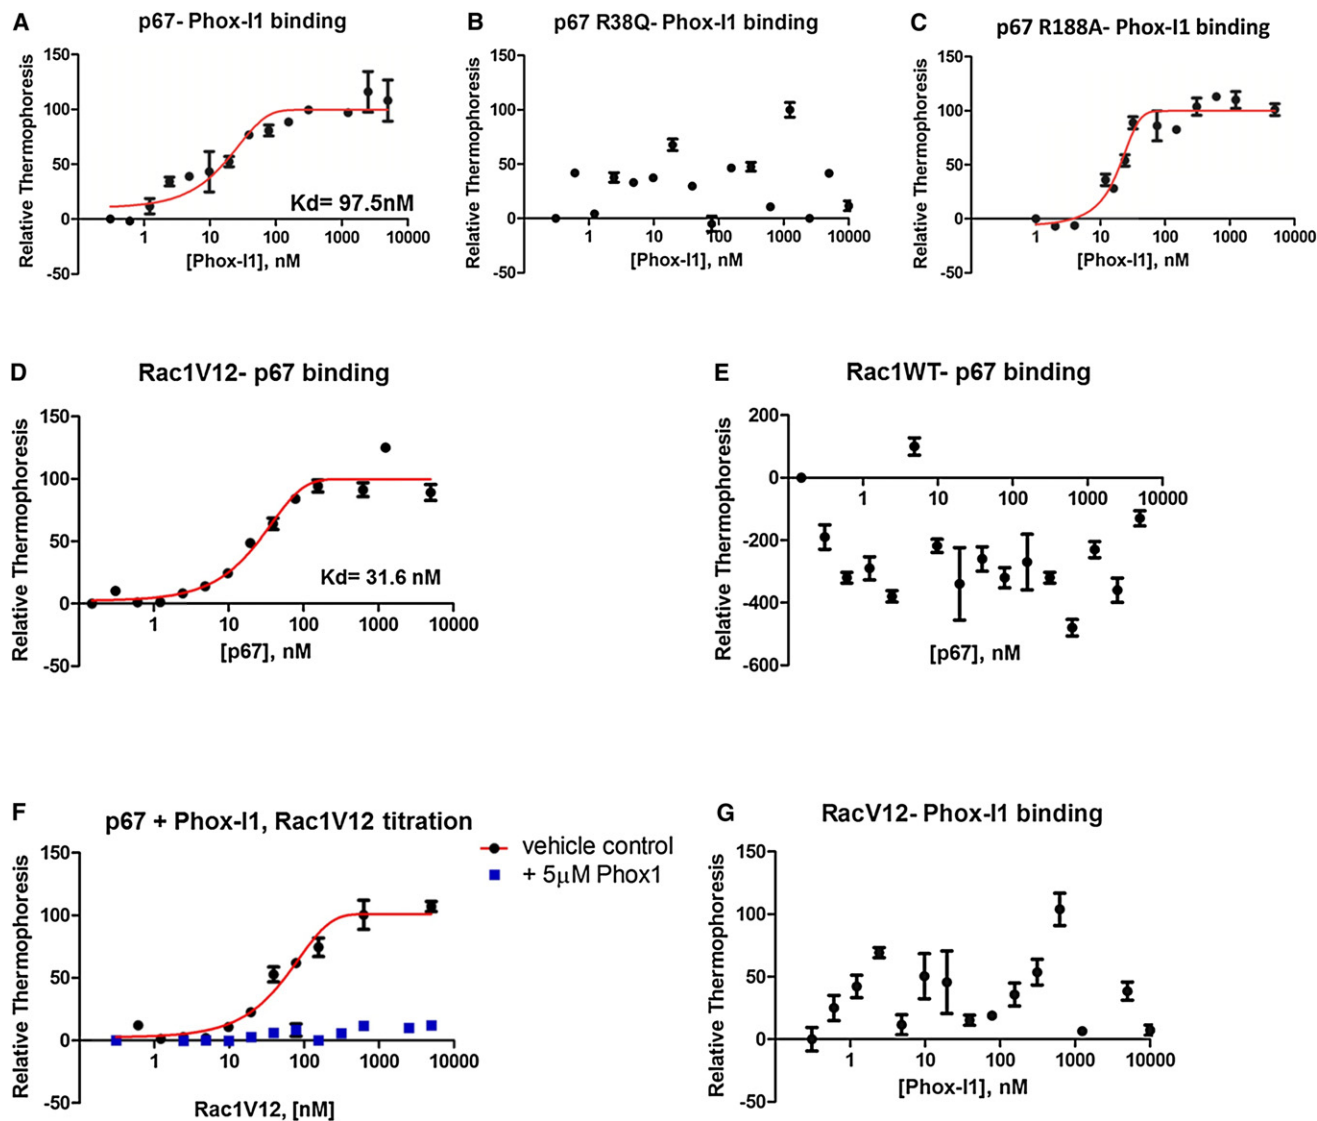 A
p67- Phox-I1 binding
Relative Thermophoresis
150
100
50
0
-50
1
10
100
1000
10000
Kd= 97.5nM
[Phox-I1], nM
B
p67 R38Q- Phox-I1 binding
Relative Thermophoresis
150
100
50
0
-50
1
10
100
1000
10000
[Phox-I1], nM
C
p67 R188A- Phox-I1 binding
Relative Thermophoresis
150
100
50
0
-50
1
10
100
1000
10000
[Phox-I1], nM
D
Rac1V12- p67 binding
Relative Thermophoresis
150
100
50
0
-50
1
10
100
1000
10000
Kd= 31.6 nM
[p67], nM
E
Rac1WT- p67 binding
Relative Thermophoresis
200
0
-200
-400
-600
1
10
100
1000
10000
[p67], nM
F
p67 + Phox-I1, Rac1V12 titration
vehicle control
+ 5μM Phox1
Relative Thermophoresis
150
100
50
0
-50
1
10
100
1000
10000
Rac1V12, [nM]
G
RacV12- Phox-I1 binding
Relative Thermophoresis
150
100
50
0
-50
1
10
100
1000
10000
[Phox-I1], nM